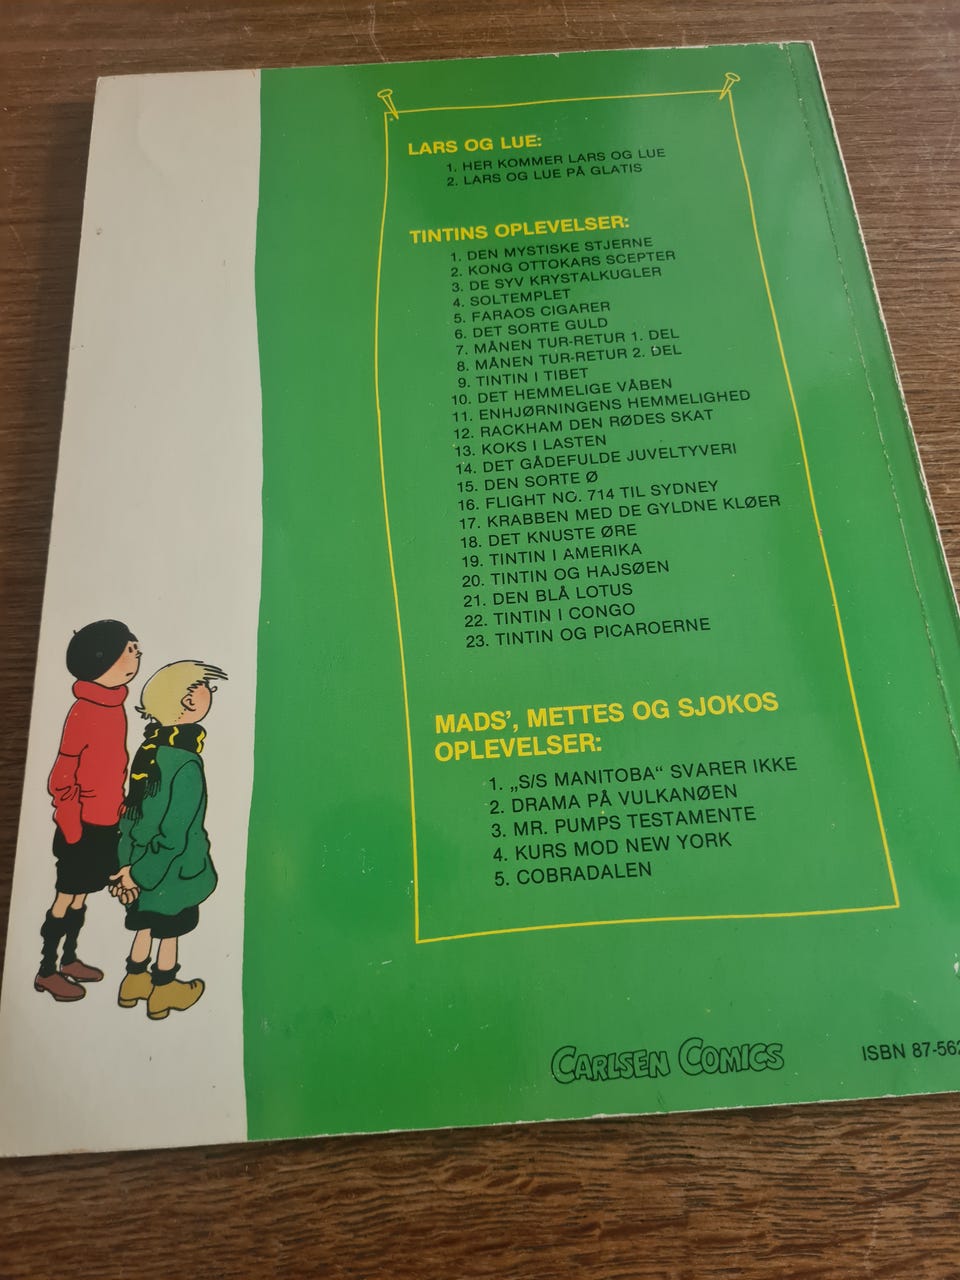 LARS OG LUE:
1. HER KOMMER LARS OG LUE
2. LARS OG LUE PÅ GLATIS
TINTINS OPLEVELSER:
1. DEN MYSTISKE STJERNE
2. KONG OTTOKARS SCEPTER
3. DE SYV KRYSTALKUGLER
4. SOLTEMPLET
5. FARAOS CIGARER
6. DET SORTE GULD
7. MÅNEN TUR-RETUR 1. DEL
8. MÅNEN TUR-RETUR 2. DEL
9. TINTIN I TIBET
10. DET HEMMELIGE VÅBEN
11. ENHJØRNINGENS HEMMELIGHED
12. RACKHAM DEN RØDES SKAT
13. KOKS I LASTEN
14. DET GÅDEFULDE JUVELTYVERI
15. DEN SORTE Ø
16. FLIGHT NO. 714 TIL SYDNEY
17. KRABBEN MED DE GYLDNE KLØER
18. DET KNUSTE ØRE
19. TINTIN I AMERIKA
20. TINTIN OG HAJSØEN
21. DEN BLÅ LOTUS
22. TINTIN I CONGO
23. TINTIN OG PICAROERNE
MADS', METTES OG SJOKOS
OPLEVELSER:
1. „S/S MANITOBA“ SVARER IKKE
2. DRAMA PÅ VULKANØEN
3. MR. PUMPS TESTAMENTE
4. KURS MOD NEW YORK
5. COBRADALEN
CARLSEN COMICS
ISBN 87-562